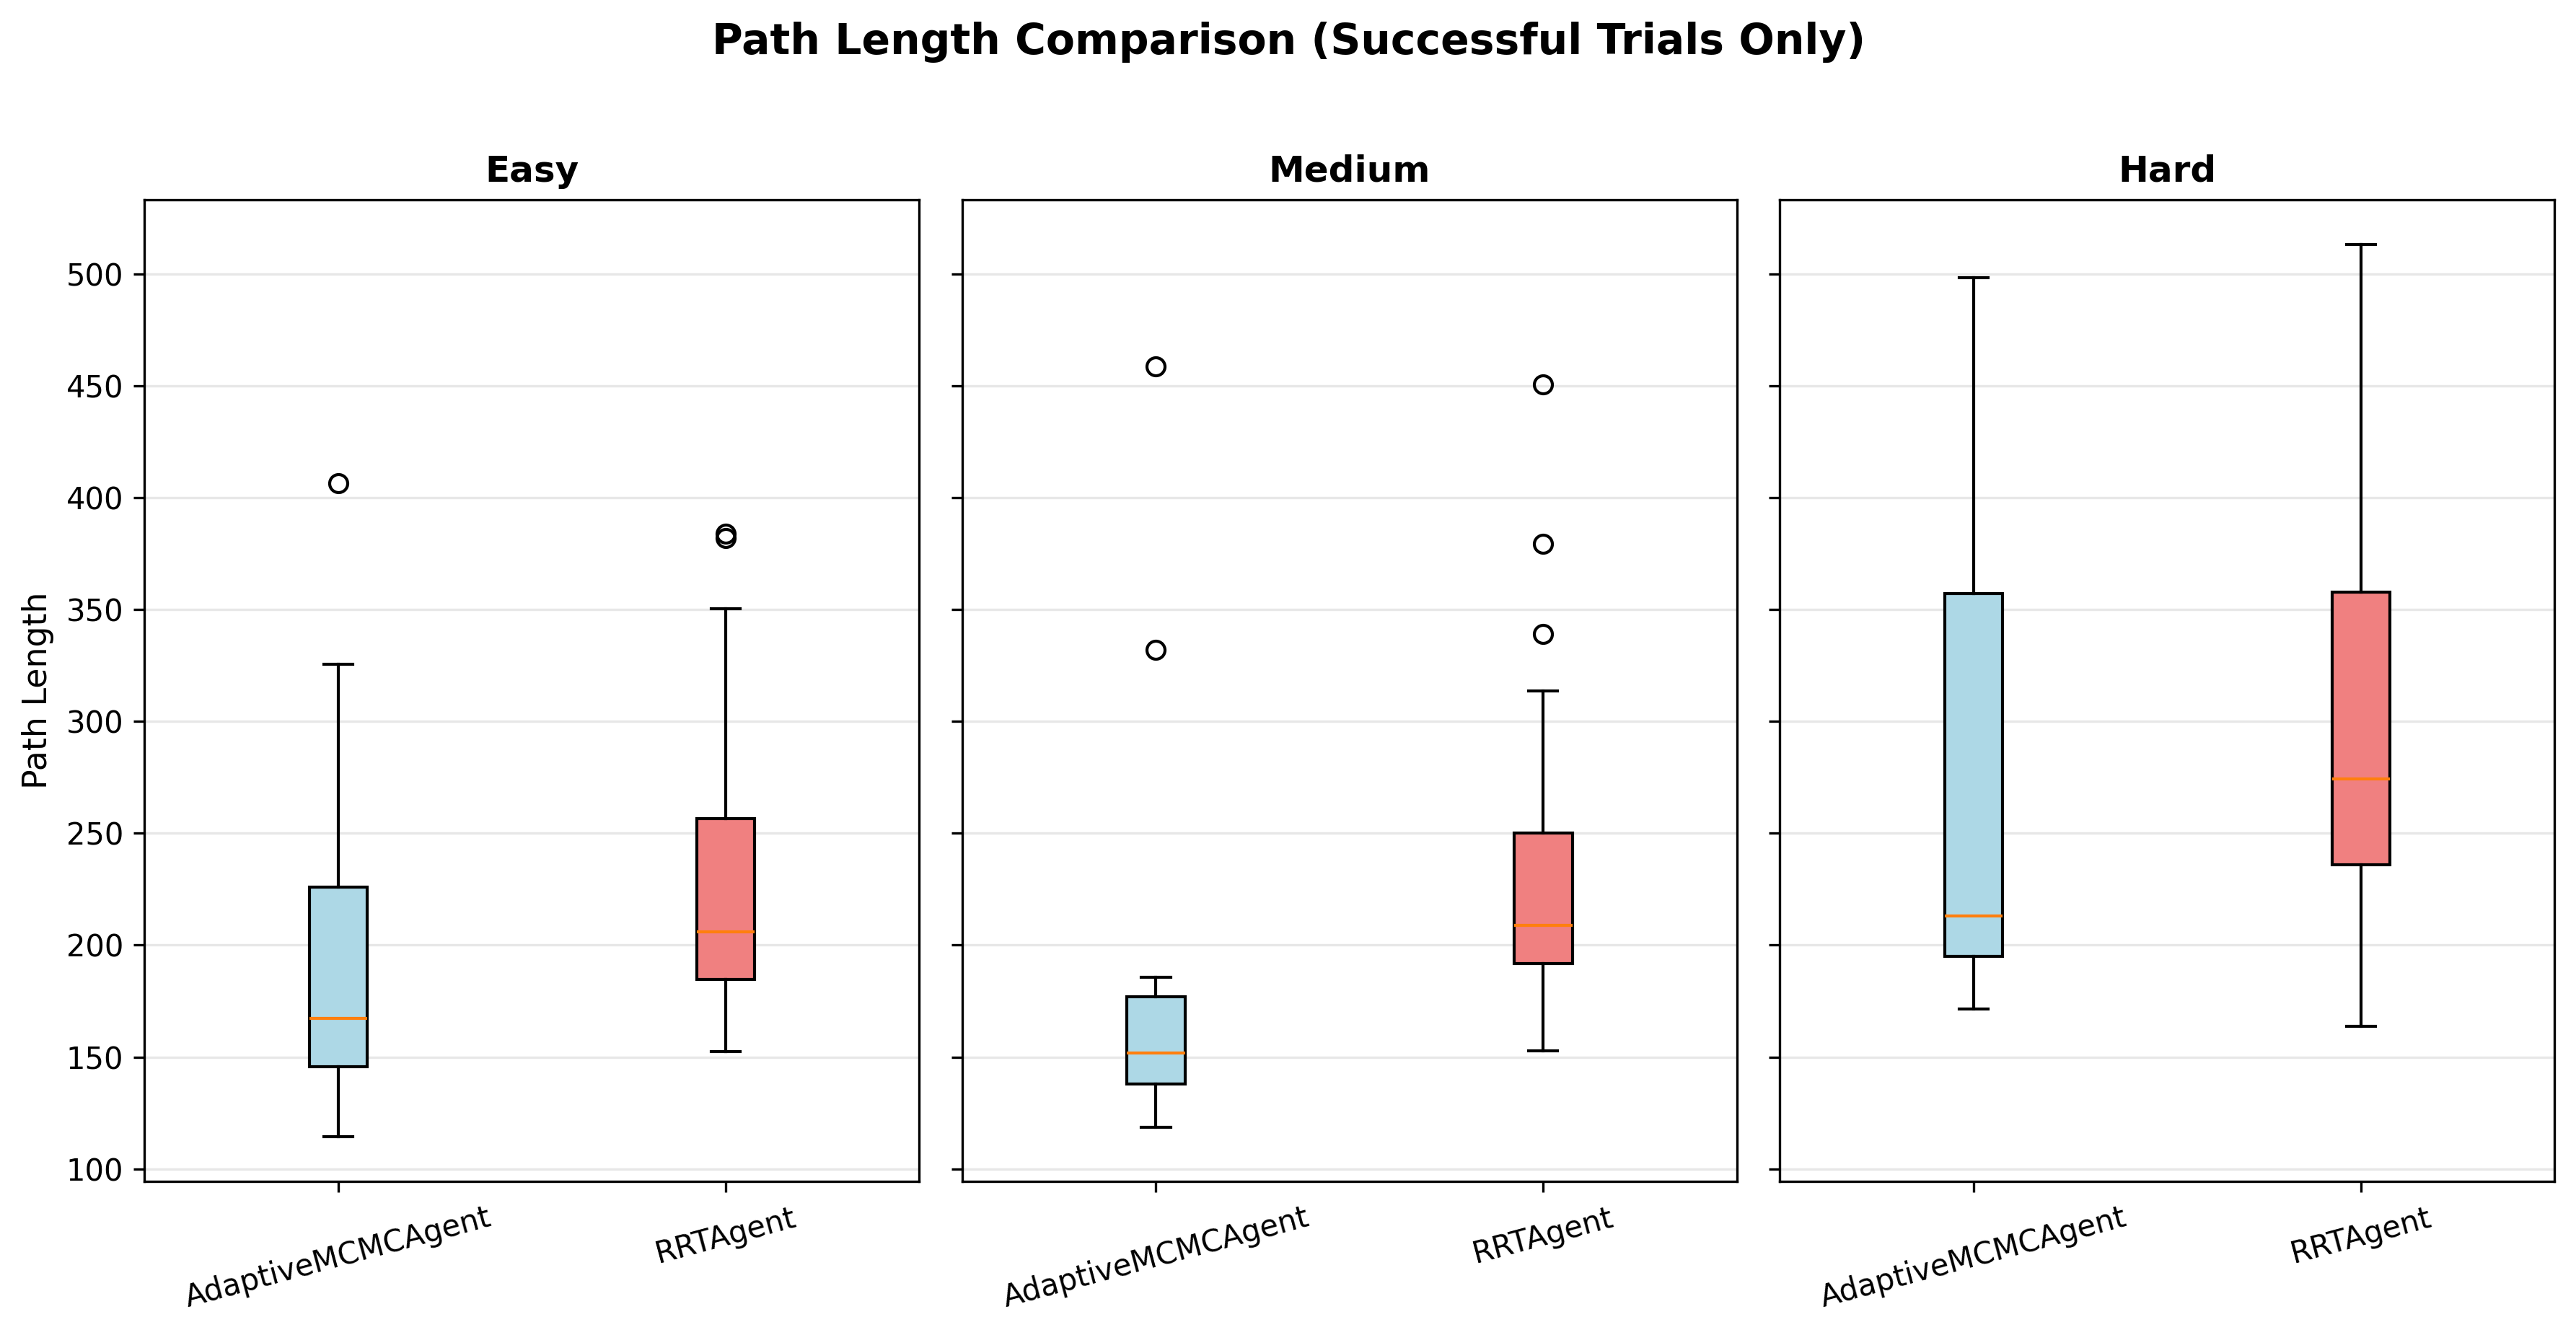 Path Length Comparison (Successful Trials Only)
Easy
Medium
Hard
Path Length
500
450
400
350
300
250
200
150
100
AdaptiveMCMCAgent
RRTAgent
AdaptiveMCMCAgent
RRTAgent
AdaptiveMCMCAgent
RRTAgent